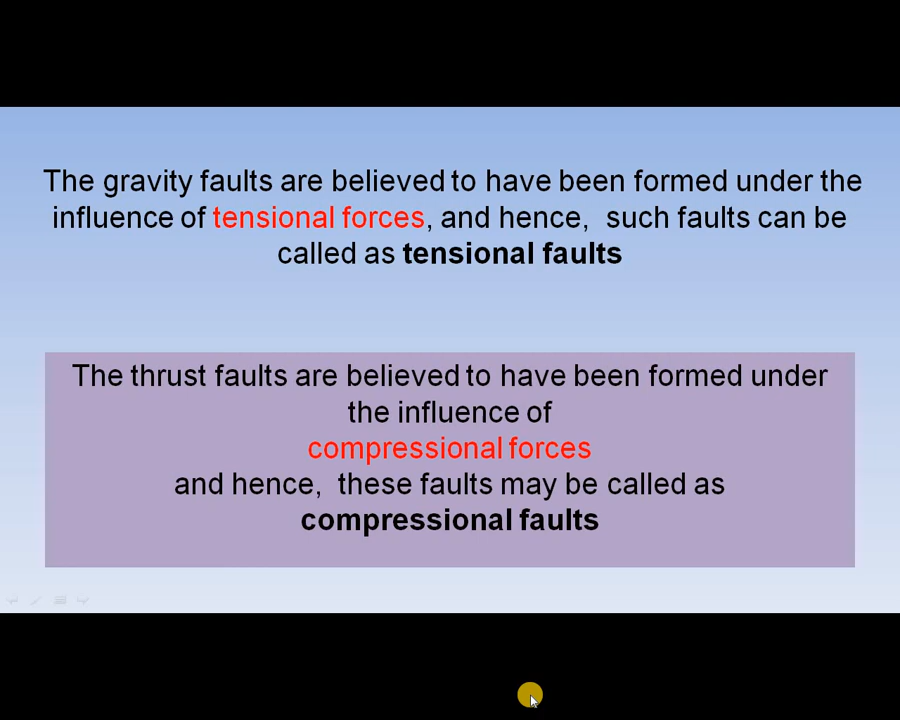 The gravity faults are believed to have been formed under the
influence of tensional forces, and hence, such faults can be
called as tensional faults
The thrust faults are believed to have been formed under
the influence of
compressional forces
and hence, these faults may be called as
compressional faults